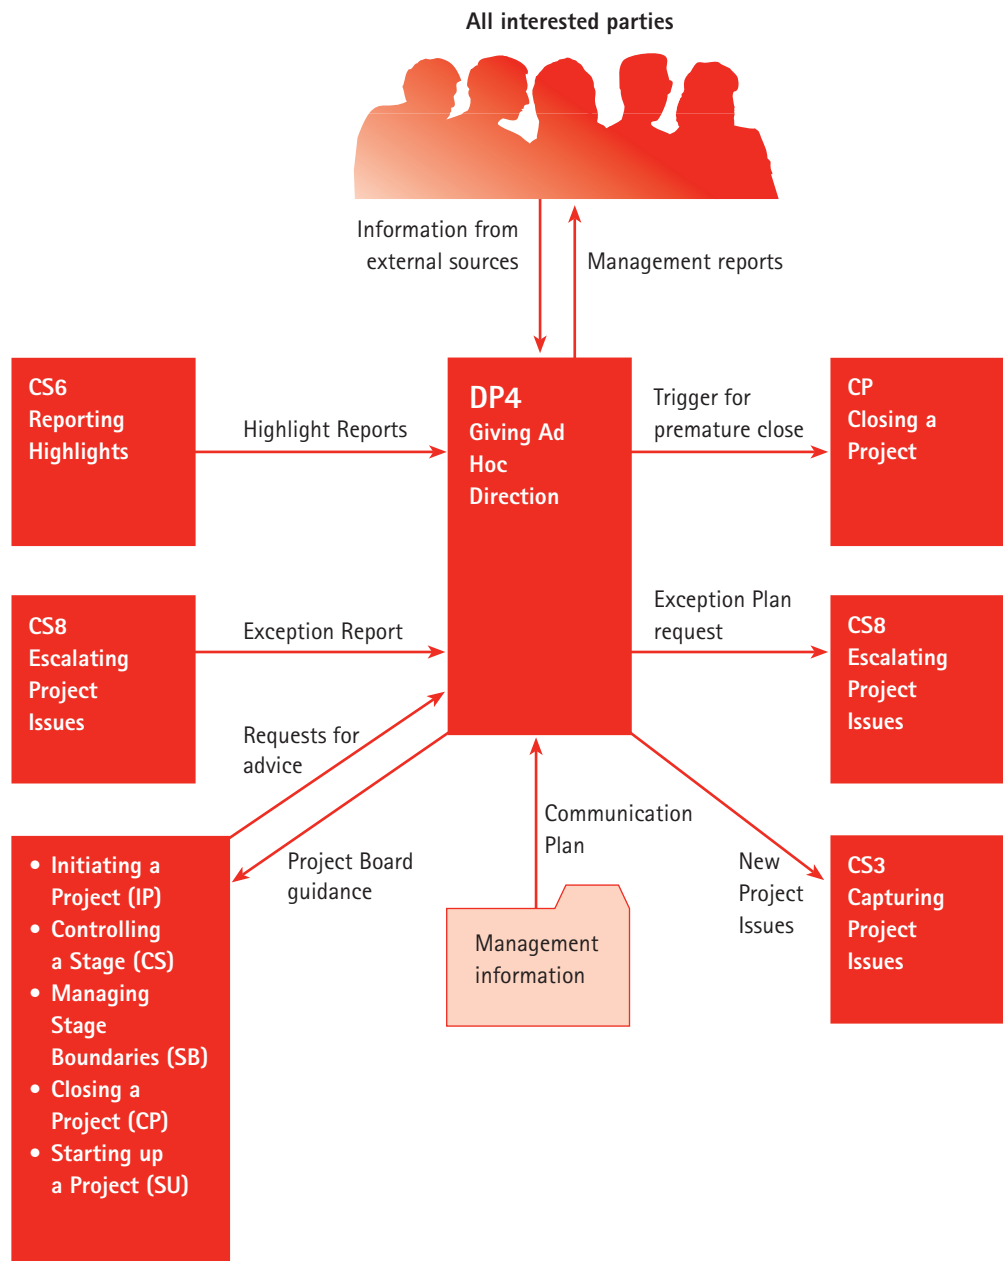 All interested parties
Information from
external sources
Management reports
CS6
Reporting
Highlights
Highlight Reports
DP4
Giving Ad
Hoc
Direction
Trigger for
premature close
CP
Closing a
Project
CS8
Escalating
Project
Issues
Exception Report
Exception Plan
request
CS8
Escalating
Project
Issues
Requests for
advice
Project Board
guidance
Communication
Plan
New
Project
Issues
• Initiating a
Project (IP)
• Controlling
a Stage (CS)
• Managing
Stage
Boundaries (SB)
• Closing a
Project (CP)
• Starting up
a Project (SU)
Management
information
CS3
Capturing
Project
Issues